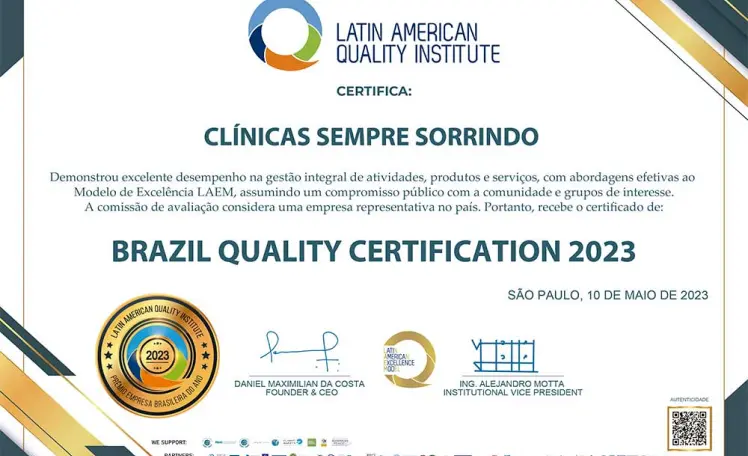 LATIN AMERICAN
QUALITY INSTITUTE
CERTIFICA:
CLÍNICAS SEMPRE SORRINDO
Demonstrou excelente desempenho na gestão integral de atividades, produtos e serviços, com abordagens efetivas ao
Modelo de Excelência LAEM, assumindo um compromisso público com a comunidade e grupos de interesse.
A comissão de avaliação considera uma empresa representativa no país. Portanto, recebe o certificado de:
BRAZIL QUALITY CERTIFICATION 2023
SÃO PAULO, 10 DE MAIO DE 2023
LATIN AMERICAN QUALITY INSTITUTE
2023
PRÊMIO EMPRESA BRASILEIRA DO ANO
DANIEL MAXIMILIAN DA COSTA
FOUNDER & CEO
LATIN
AMERICAN
EXCELLENCE
MODEL
ING. ALEJANDRO MOTTA
INSTITUTIONAL VICE PRESIDENT
AUTENTICIDADE
WE SUPPORT:
PARTNERS: